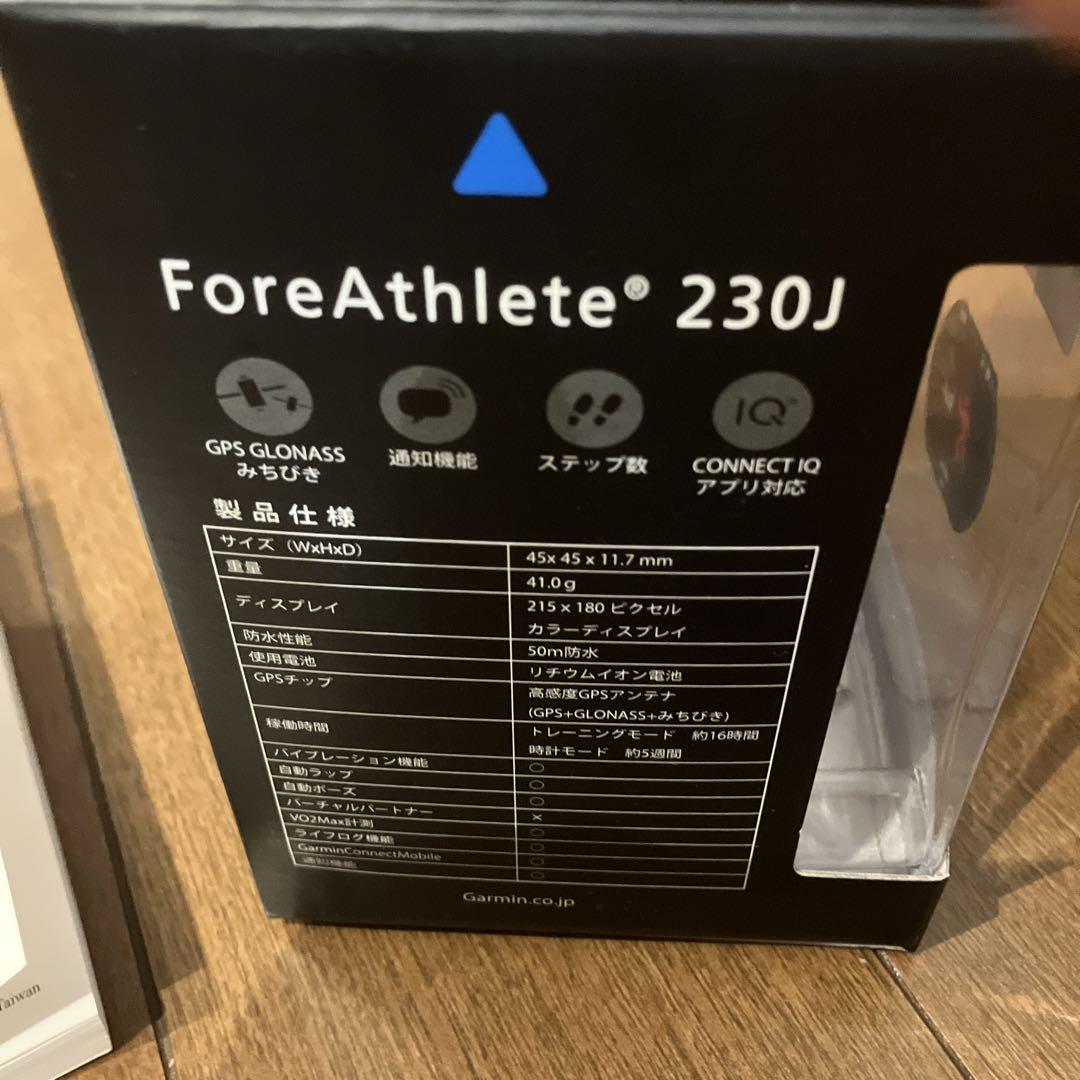 ForeAthlete® 230J
GPS GLONASS
みちびき
通知機能
ステップ数
IQ™
CONNECT IQ
アプリ対応
製品仕様
サイズ（WxHxD） 45x 45 x 11.7 mm
重量 41.0 g
ディスプレイ 215 x 180 ピクセル
カラーディスプレイ
防水性能 50m防水
使用電池 リチウムイオン電池
GPSチップ 高感度GPSアンテナ
(GPS+GLONASS+みちびき)
稼働時間 トレーニングモード 約16時間
時計モード 約5週間
バイブレーション機能 ○
自動ラップ ○
自動ポーズ ○
バーチャルパートナー x
VO2Max計測 ○
ライフログ機能 ○
GarminConnectMobile ○
通知機能 ○
Garmin.co.jp
Taiwan